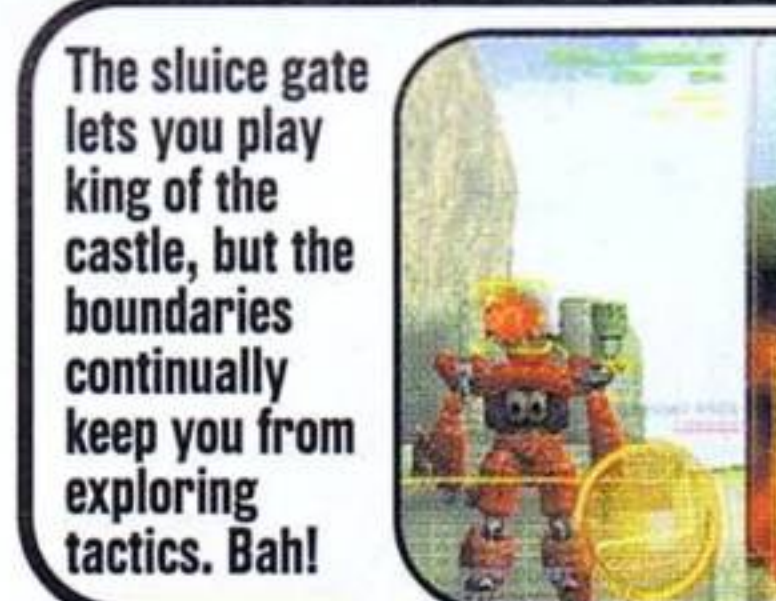 The sluice gate
lets you play
king of the
castle, but the
boundaries
continually
keep you from
exploring
tactics. Bah!